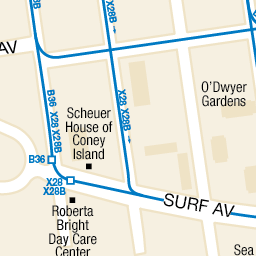 X28
X28B
AV
B36 X28 X28B
X28 X28B
O'Dwyer
Gardens
Scheuer
House of
Coney
Island
B36
X28
X28B
SURF AV
Roberta
Bright
Day Care
Center
Sea